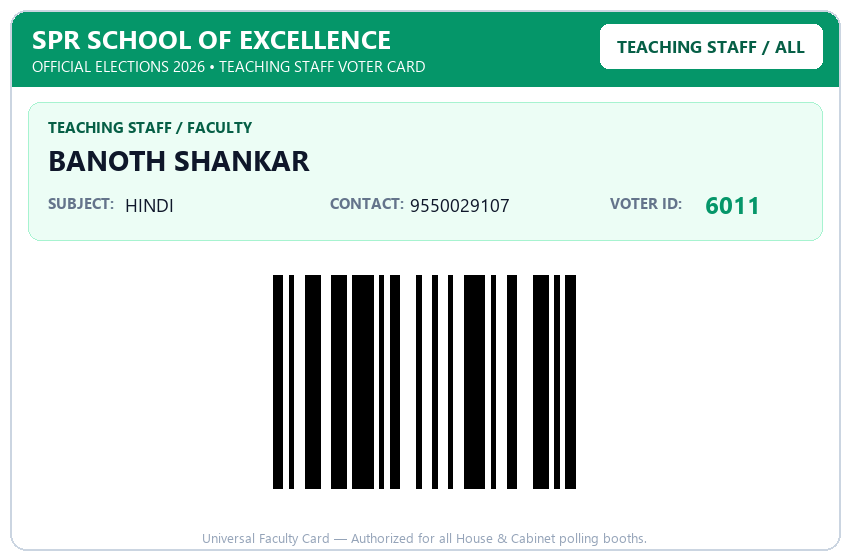 SPR SCHOOL OF EXCELLENCE
OFFICIAL ELECTIONS 2026 • TEACHING STAFF VOTER CARD
TEACHING STAFF / ALL
TEACHING STAFF / FACULTY
BANOTH SHANKAR
SUBJECT: HINDI CONTACT: 9550029107 VOTER ID: 6011
Universal Faculty Card — Authorized for all House & Cabinet polling booths.